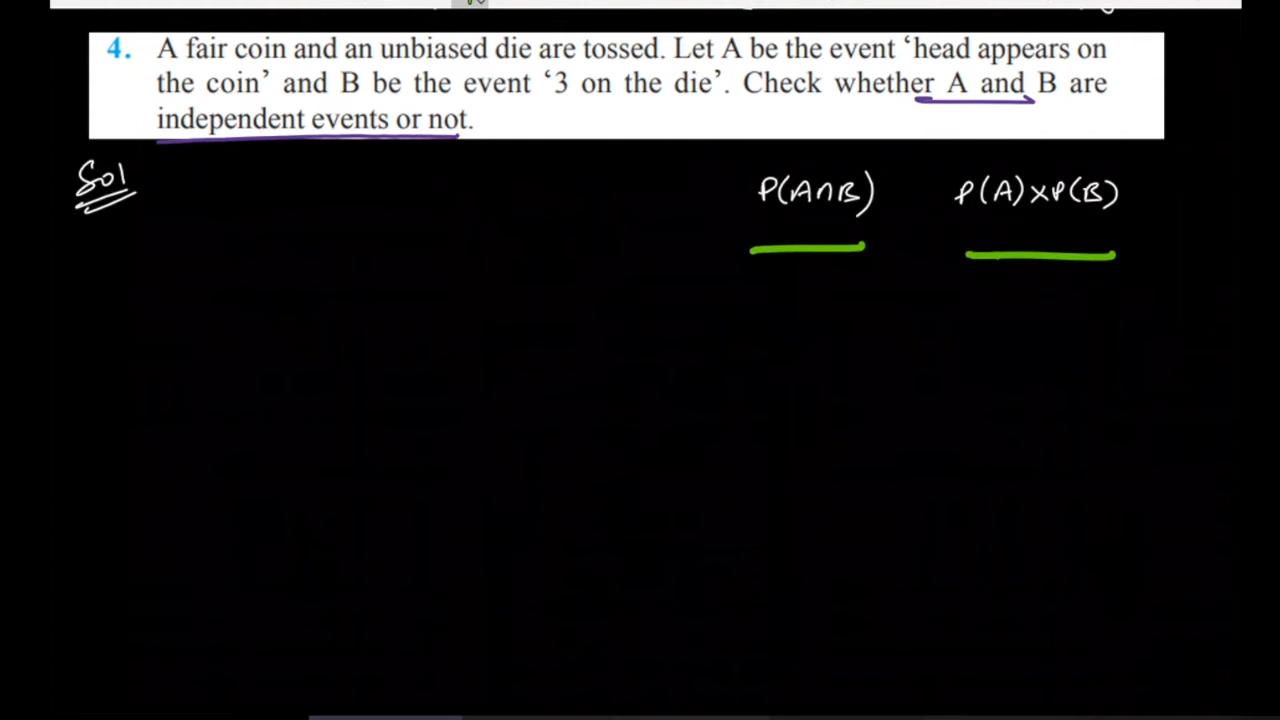 4. A fair coin and an unbiased die are tossed. Let A be the event ‘head appears on
the coin’ and B be the event ‘3 on the die’. Check whether A and B are
independent events or not.
Sol P(A∩B) P(A)×P(B)